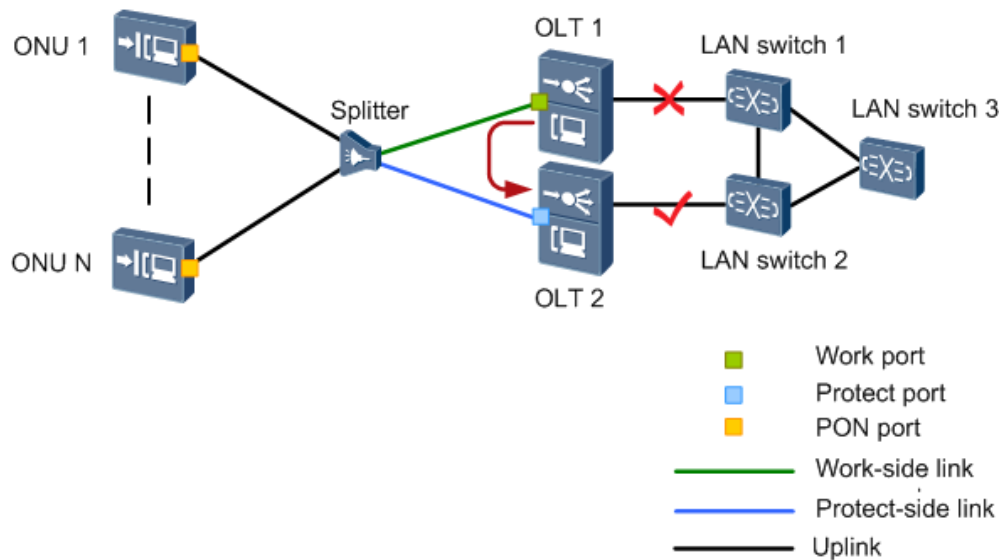 ONU 1
OLT 1
LAN switch 1
Splitter
LAN switch 3
ONU N
LAN switch 2
OLT 2
Work port
Protect port
PON port
Work-side link
Protect-side link
Uplink